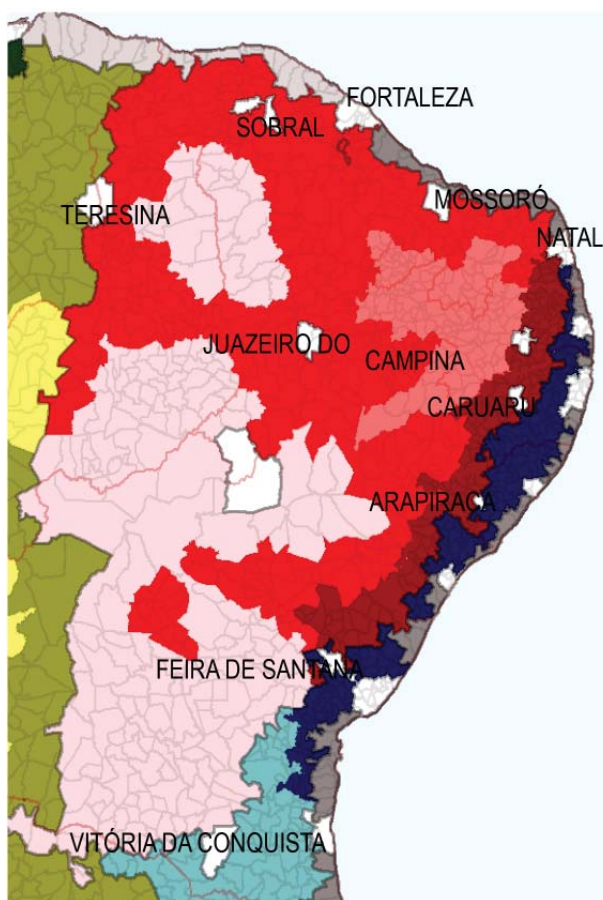 FORTALEZA
SOBRAL
MOSSORÓ
TERESINA
NATAL
JUAZEIRO DO
CAMPINA
CARUARU
ARAPIRACA
FEIRA DE SANTANA
VITÓRIA DA CONQUISTA